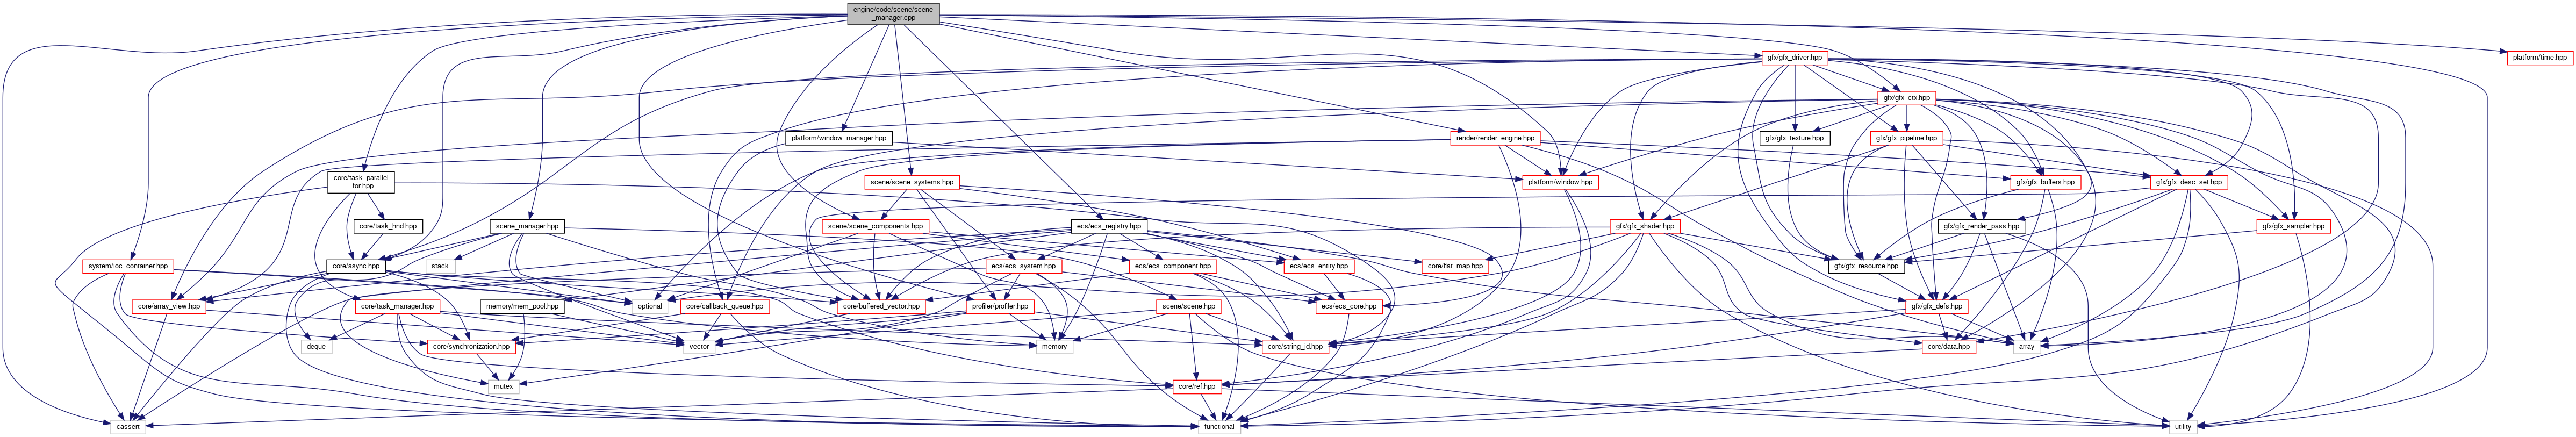 engine/code/scene/scene
_manager.cpp
gfx/gfx_driver.hpp
platform/time.hpp
gfx/gfx_ctx.hpp
platform/window_manager.hpp
render/render_engine.hpp
gfx/gfx_texture.hpp
gfx/gfx_pipeline.hpp
core/task_parallel
_for.hpp
scene/scene_systems.hpp
platform/window.hpp
gfx/gfx_buffers.hpp
gfx/gfx_desc_set.hpp
core/task_hnd.hpp
scene_manager.hpp
scene/scene_components.hpp
ecs/ecs_registry.hpp
gfx/gfx_shader.hpp
gfx/gfx_render_pass.hpp
gfx/gfx_sampler.hpp
system/ioc_container.hpp
core/async.hpp
stack
ecs/ecs_system.hpp
ecs/ecs_component.hpp
ecs/ecs_entity.hpp
core/flat_map.hpp
gfx/gfx_resource.hpp
core/array_view.hpp
core/task_manager.hpp
memory/mem_pool.hpp
optional
core/callback_queue.hpp
core/buffered_vector.hpp
profiler/profiler.hpp
scene/scene.hpp
ecs/ecs_core.hpp
gfx/gfx_defs.hpp
deque
core/synchronization.hpp
vector
memory
core/string_id.hpp
core/data.hpp
array
mutex
core/ref.hpp
cassert
functional
utility